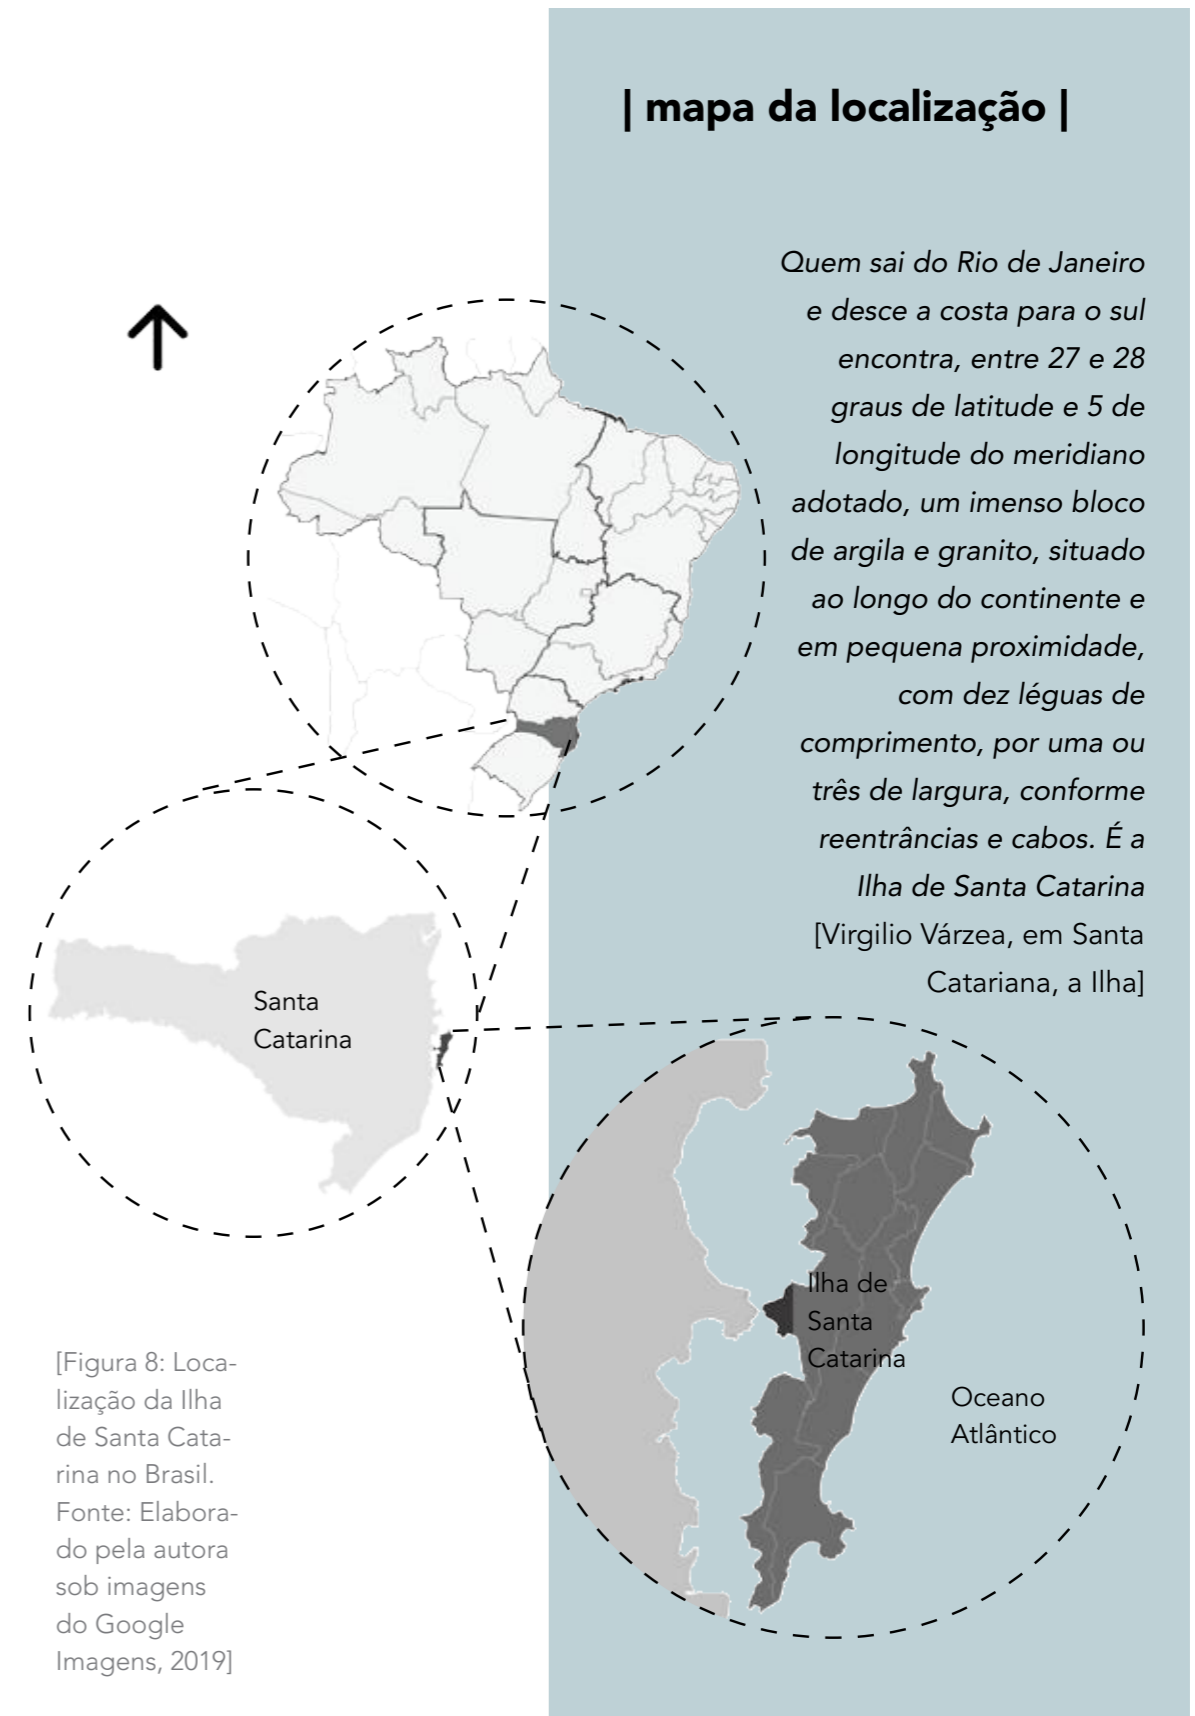 | mapa da localização |
Quem sai do Rio de Janeiro
e desce a costa para o sul
encontra, entre 27 e 28
graus de latitude e 5 de
longitude do meridiano
adotado, um imenso bloco
de argila e granito, situado
ao longo do continente e
em pequena proximidade,
com dez léguas de
comprimento, por uma ou
três de largura, conforme
reentrâncias e cabos. É a
Ilha de Santa Catarina
[Virgilio Várzea, em Santa
Catariana, a Ilha]
Santa
Catarina
Ilha de
Santa
Catarina
Oceano
Atlântico
[Figura 8: Loca-
lização da Ilha
de Santa Cata-
rina no Brasil.
Fonte: Elabora-
do pela autora
sob imagens
do Google
Imagens, 2019]